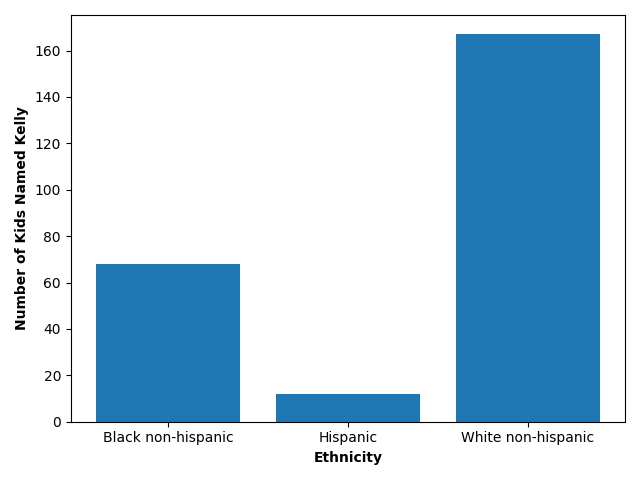 160
140
120
100
80
60
40
20
0
Number of Kids Named Kelly
Black non-hispanic
Hispanic
White non-hispanic
Ethnicity